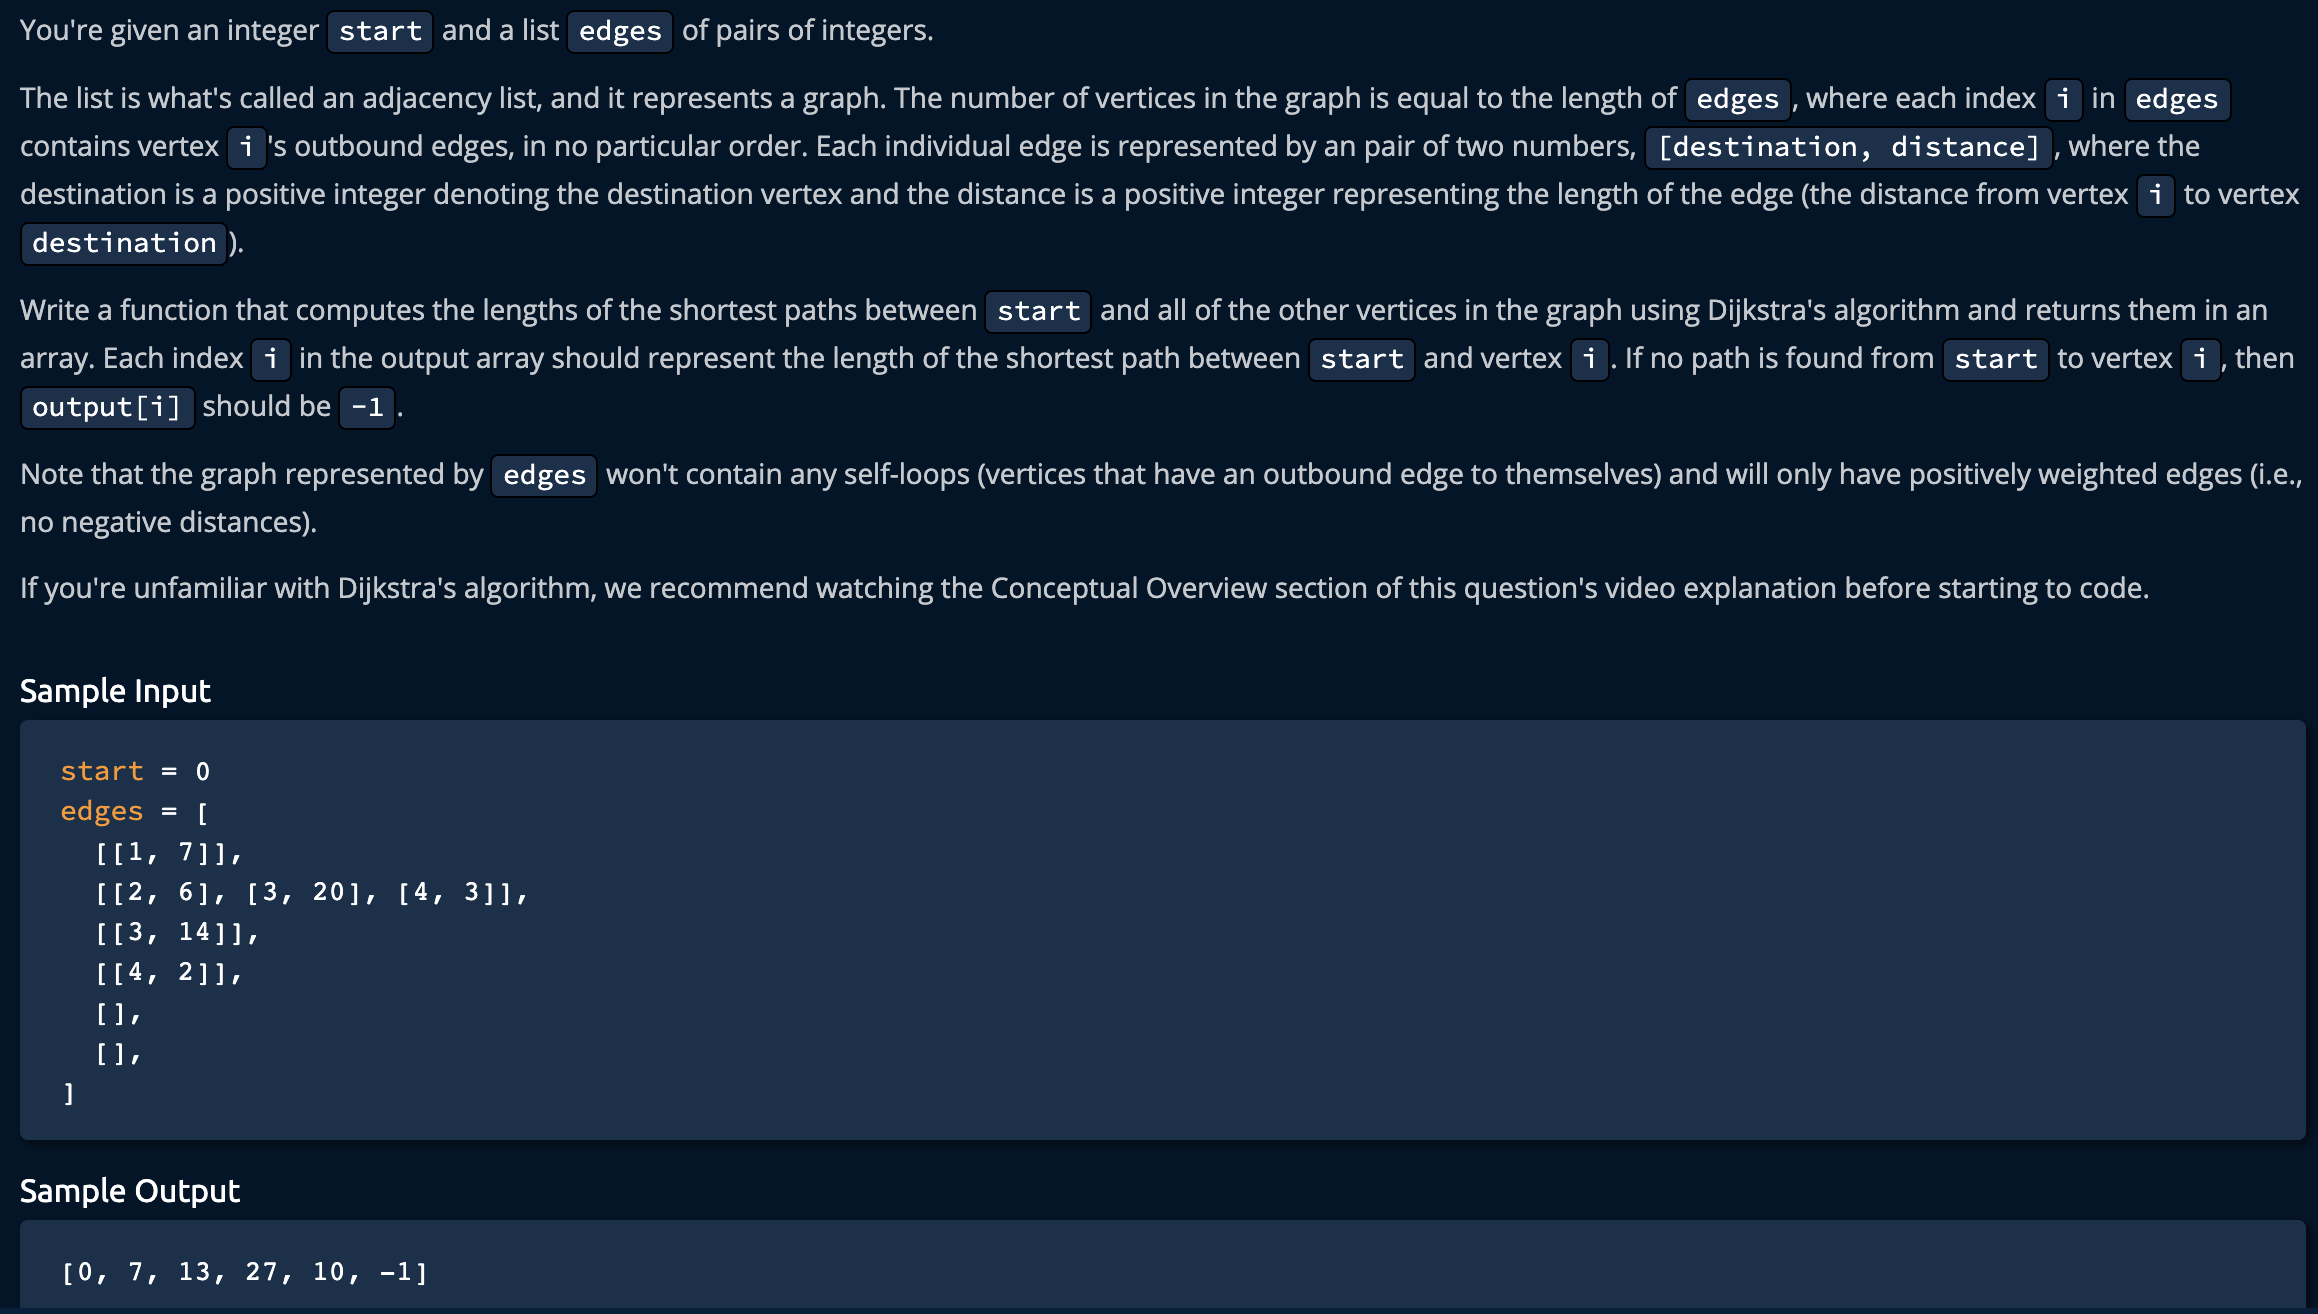 You're given an integer start and a list edges of pairs of integers.
The list is what's called an adjacency list, and it represents a graph. The number of vertices in the graph is equal to the length of edges , where each index i in edges
contains vertex i 's outbound edges, in no particular order. Each individual edge is represented by an pair of two numbers, [destination, distance] , where the
destination is a positive integer denoting the destination vertex and the distance is a positive integer representing the length of the edge (the distance from vertex i to vertex
destination ).
Write a function that computes the lengths of the shortest paths between start and all of the other vertices in the graph using Dijkstra's algorithm and returns them in an
array. Each index i in the output array should represent the length of the shortest path between start and vertex i . If no path is found from start to vertex i , then
output[i] should be -1 .
Note that the graph represented by edges won't contain any self-loops (vertices that have an outbound edge to themselves) and will only have positively weighted edges (i.e.,
no negative distances).
If you're unfamiliar with Dijkstra's algorithm, we recommend watching the Conceptual Overview section of this question's video explanation before starting to code.
Sample Input
start = 0
edges = [
[[1, 7]],
[[2, 6], [3, 20], [4, 3]],
[[3, 14]],
[[4, 2]],
[],
[],
]
Sample Output
[0, 7, 13, 27, 10, -1]